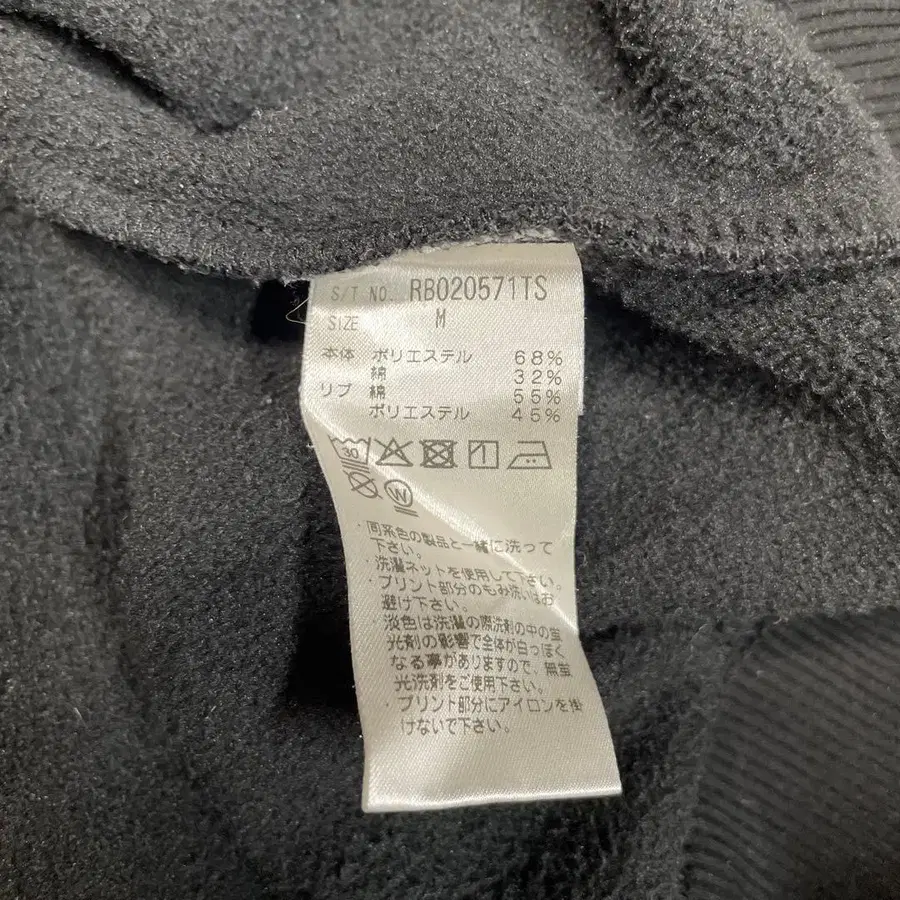 S/T NO. RB020571TS
SIZE M
本体 ポリエステル 68%
綿 32%
リブ 綿 55%
ポリエステル 45%
30
W
・同系色の製品と一緒に洗って
下さい。
・洗濯ネットを使用して下さい。
・プリント部分のもみ洗いはお
避け下さい。
・淡色は洗濯の際洗剤の中の蛍
光剤の影響で全体が白っぽく
なる事がありますので、無蛍
光洗剤をご使用下さい。
・プリント部分にアイロンを掛
けないで下さい。